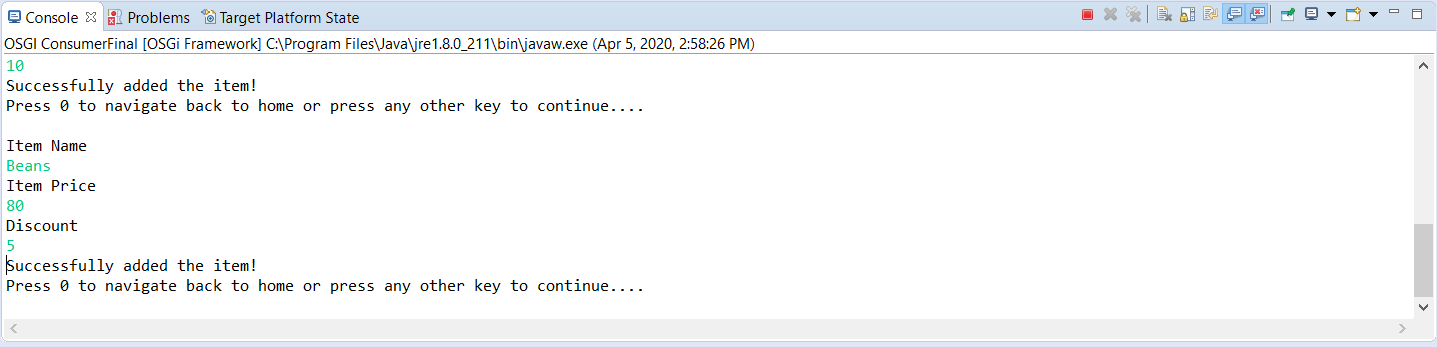 Console Problems Target Platform State
OSGI ConsumerFinal [OSGi Framework] C:\Program Files\Java\jre1.8.0_211\bin\javaw.exe (Apr 5, 2020, 2:58:26 PM)
10
Successfully added the item!
Press 0 to navigate back to home or press any other key to continue....
Item Name
Beans
Item Price
80
Discount
5
Successfully added the item!
Press 0 to navigate back to home or press any other key to continue....